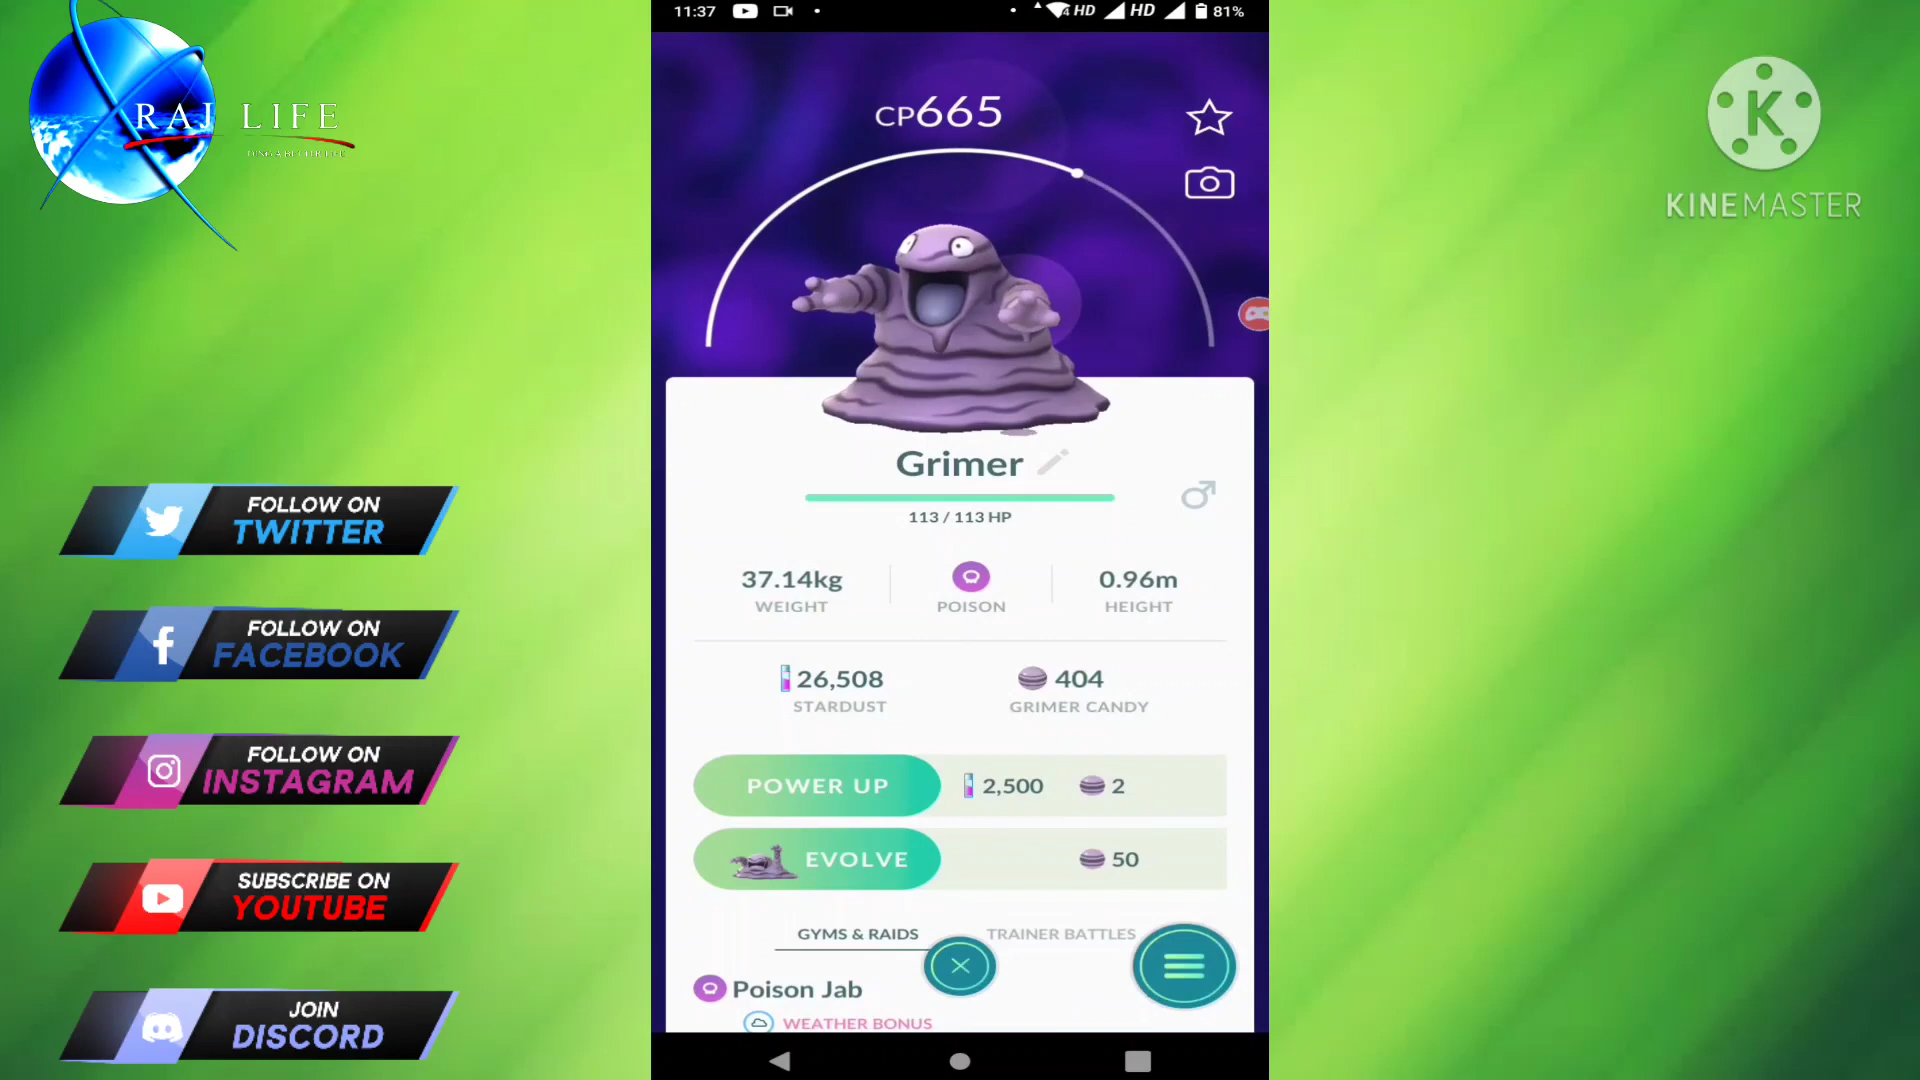 RAJ LIFE
11:37
4 HD HD 81%
CP665
KINEMASTER
Grimer
113 / 113 HP
37.14kg
WEIGHT
POISON
0.96m
HEIGHT
26,508
STARDUST
404
GRIMER CANDY
POWER UP 2,500 2
EVOLVE 50
GYMS & RAIDS TRAINER BATTLES
Poison Jab
WEATHER BONUS
FOLLOW ON
TWITTER
FOLLOW ON
FACEBOOK
FOLLOW ON
INSTAGRAM
SUBSCRIBE ON
YOUTUBE
JOIN
DISCORD